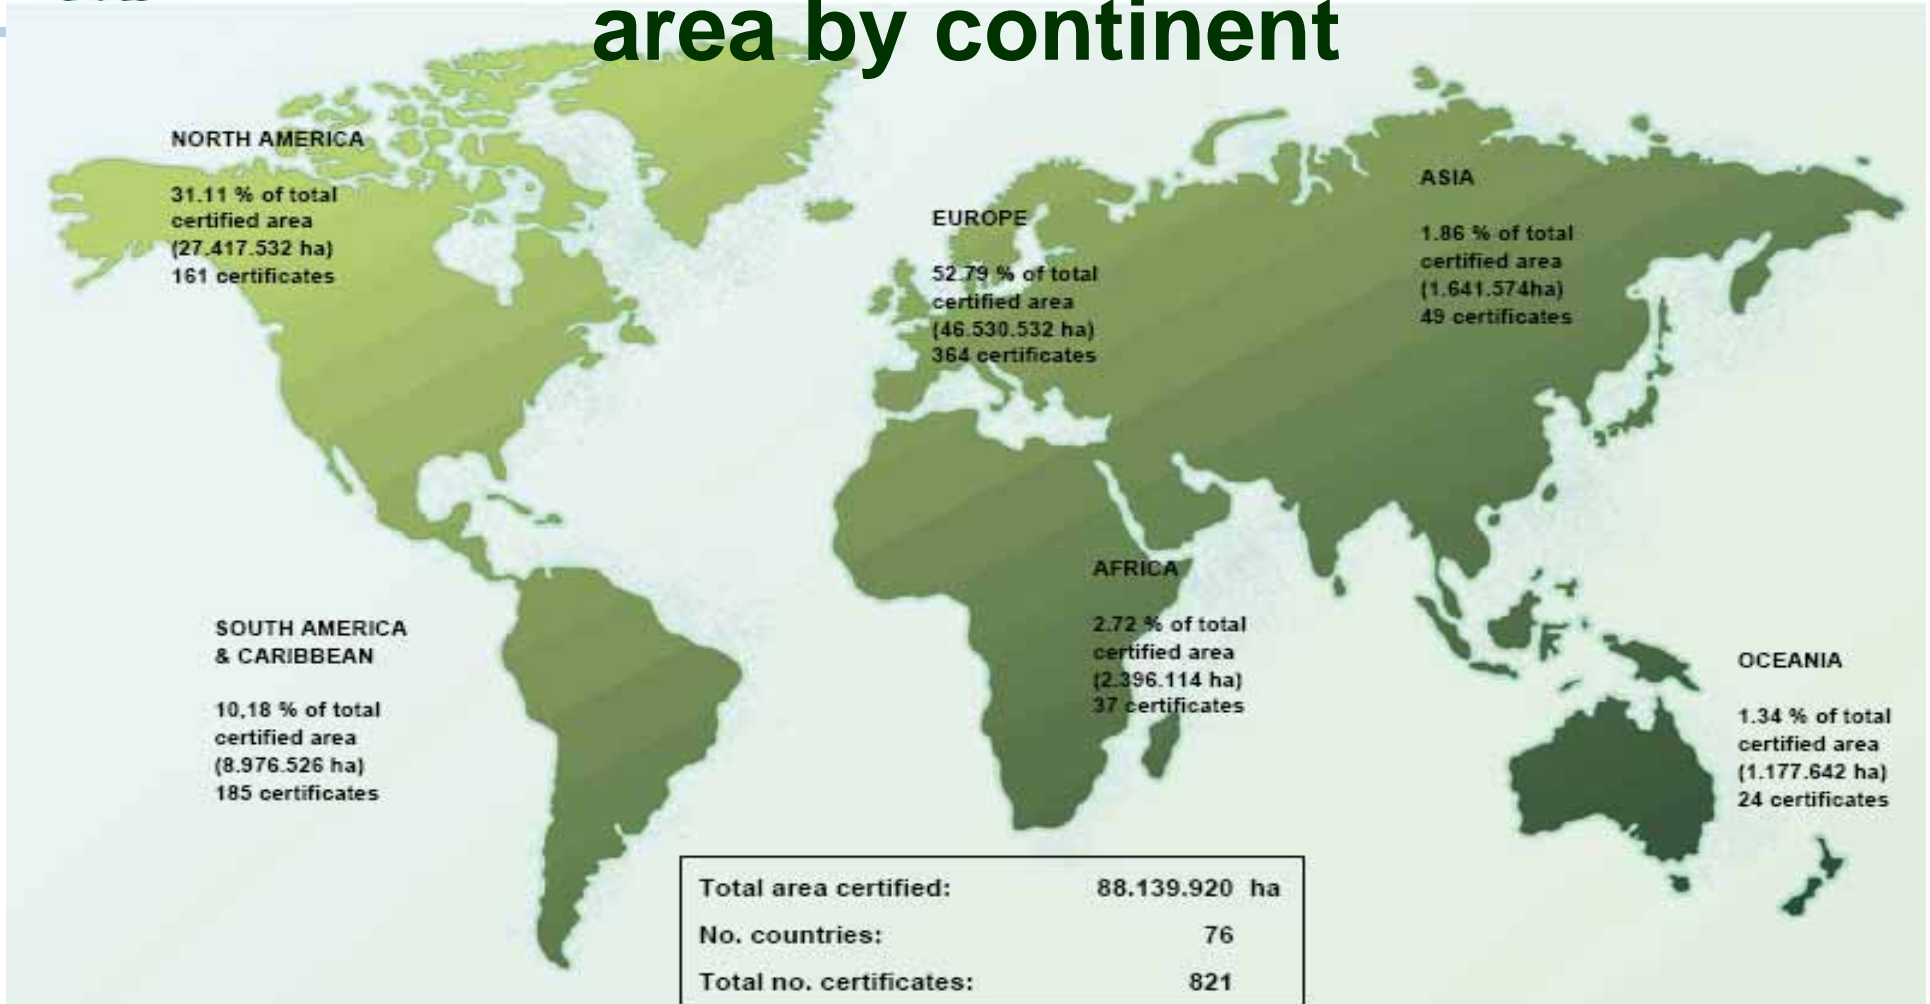 area by continent
NORTH AMERICA
31.11 % of total
certified area
(27.417.532 ha)
161 certificates
EUROPE
52.79 % of total
certified area
(46.530.532 ha)
364 certificates
ASIA
1.86 % of total
certified area
(1.641.574ha)
49 certificates
AFRICA
2.72 % of total
certified area
(2.396.114 ha)
37 certificates
SOUTH AMERICA
& CARIBBEAN
10,18 % of total
certified area
(8.976.526 ha)
185 certificates
OCEANIA
1.34 % of total
certified area
(1.177.642 ha)
24 certificates
Total area certified: 88.139.920 ha
No. countries: 76
Total no. certificates: 821